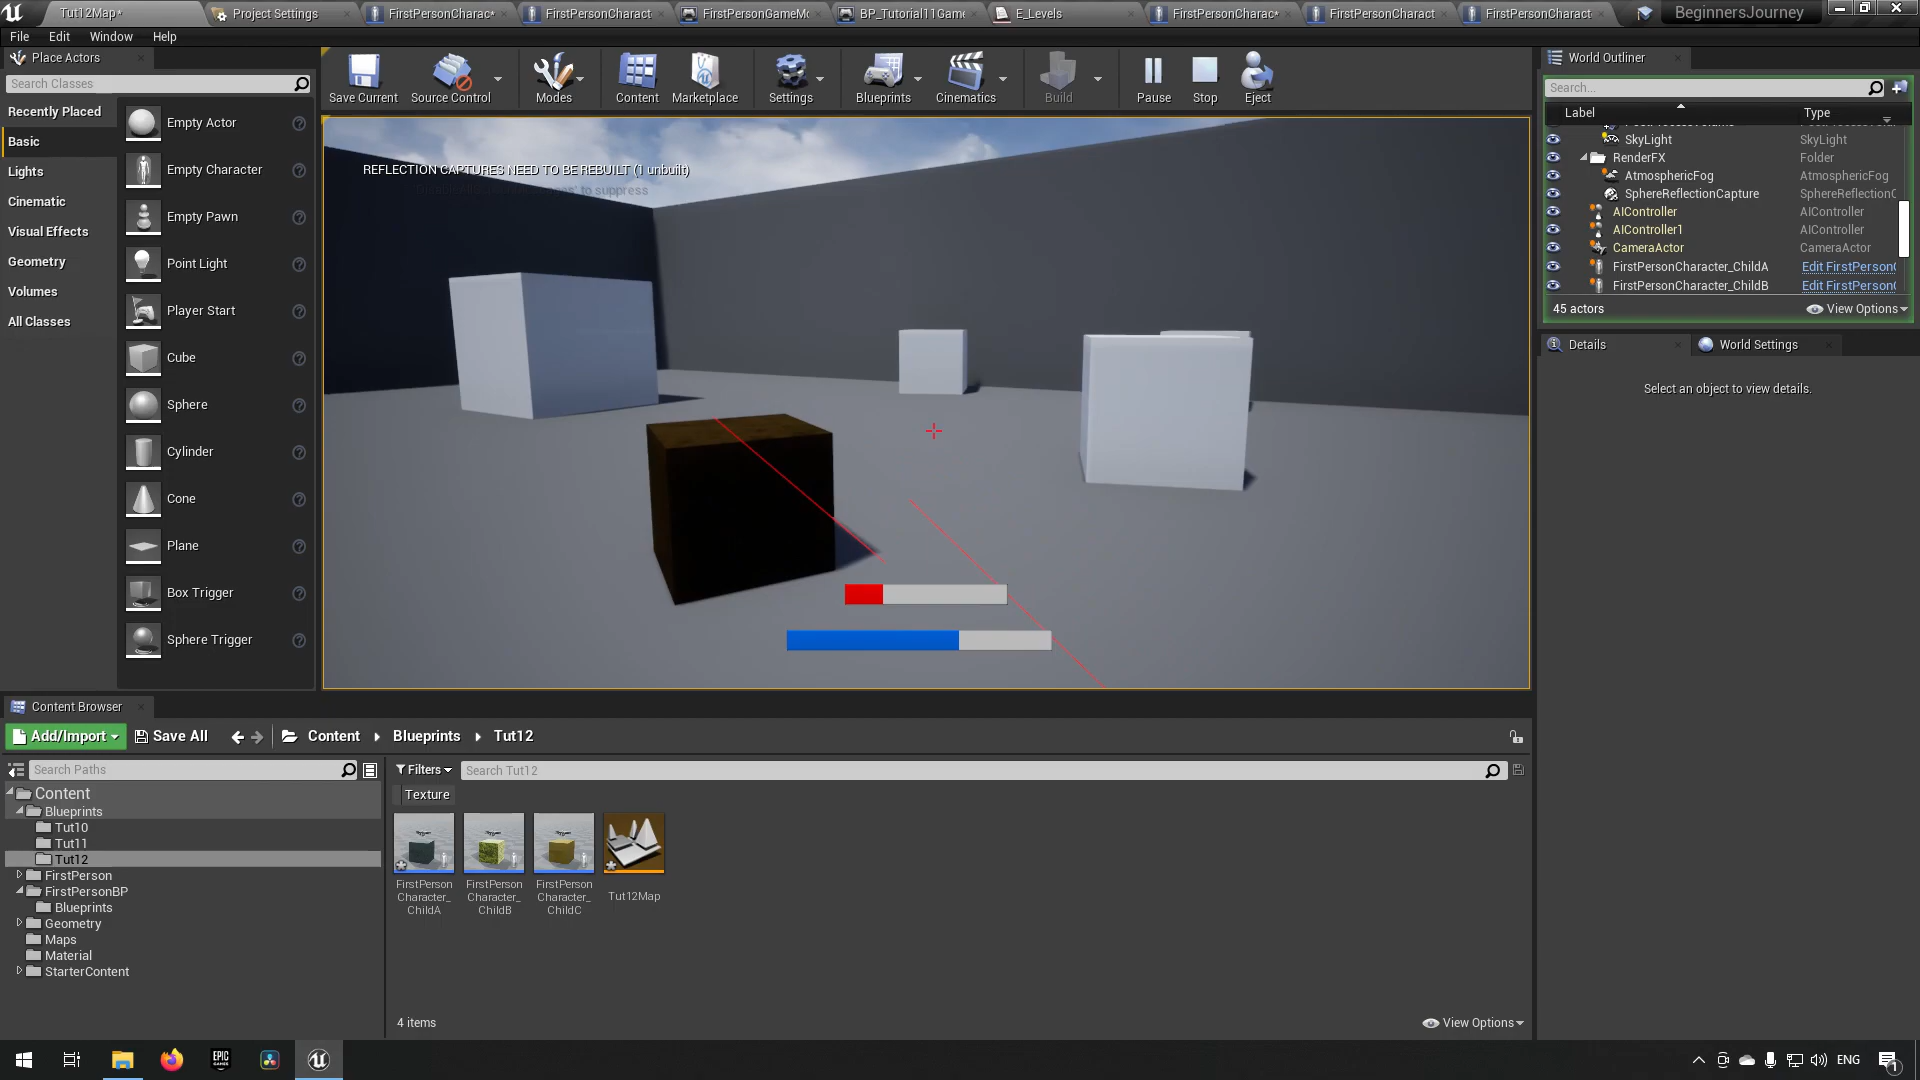 Tut12Map*
Project Settings
FirstPersonCharac*
FirstPersonCharact
FirstPersonGameMo
BP_Tutorial11Game
E_Levels
FirstPersonCharac*
FirstPersonCharact
FirstPersonCharact
BeginnersJourney
File Edit Window Help
Place Actors
Search Classes
Recently Placed
Basic
Lights
Cinematic
Visual Effects
Geometry
Volumes
All Classes
Empty Actor
Empty Character
Empty Pawn
Point Light
Player Start
Cube
Sphere
Cylinder
Cone
Plane
Box Trigger
Sphere Trigger
Save Current
Source Control
Modes
Content
Marketplace
Settings
Blueprints
Cinematics
Build
Pause
Stop
Eject
REFLECTION CAPTURES NEED TO BE REBUILT (1 unbuilt)
to suppress
World Outliner
Search...
Label Type
SkyLight SkyLight
RenderFX Folder
AtmosphericFog AtmosphericFog
SphereReflectionCapture SphereReflectionC
AIController AIController
AIController1 AIController
CameraActor CameraActor
FirstPersonCharacter_ChildA Edit FirstPerson
FirstPersonCharacter_ChildB Edit FirstPerson
45 actors
View Options
Details
World Settings
Select an object to view details.
Content Browser
Add/Import
Save All
Content
Blueprints
Tut12
Search Paths
Content
Blueprints
Tut10
Tut11
Tut12
FirstPerson
FirstPersonBP
Blueprints
Geometry
Maps
Material
StarterContent
Filters
Search Tut12
Texture
FirstPerson
Character_
ChildA
FirstPerson
Character_
ChildB
FirstPerson
Character_
ChildC
Tut12Map
4 items
View Options
EPIC
GAMES
ENG
1